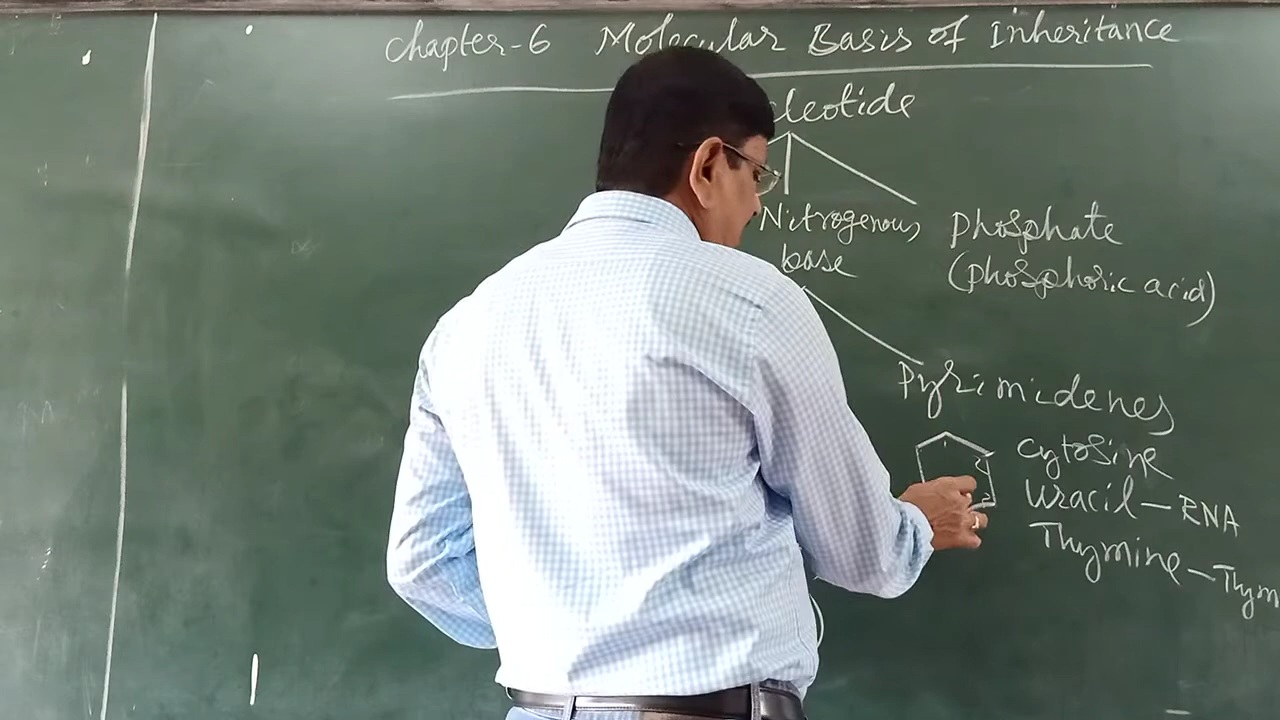 Chapter-6 Molecular Basis of Inheritance
cleotide
Nitrogenous
base
Phosphate
(phosphoric acid)
Pyrimidenes
Cytosine
Uracil - RNA
Thymine - Thym